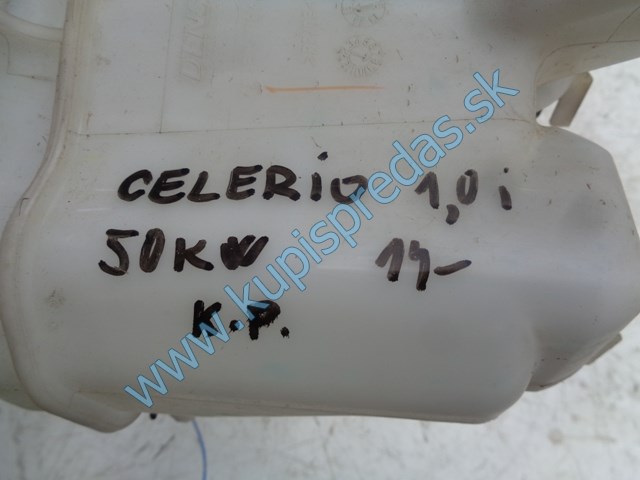 CELERIO 1,0i
50KW 14-
K.P.
www.kupispredas.sk